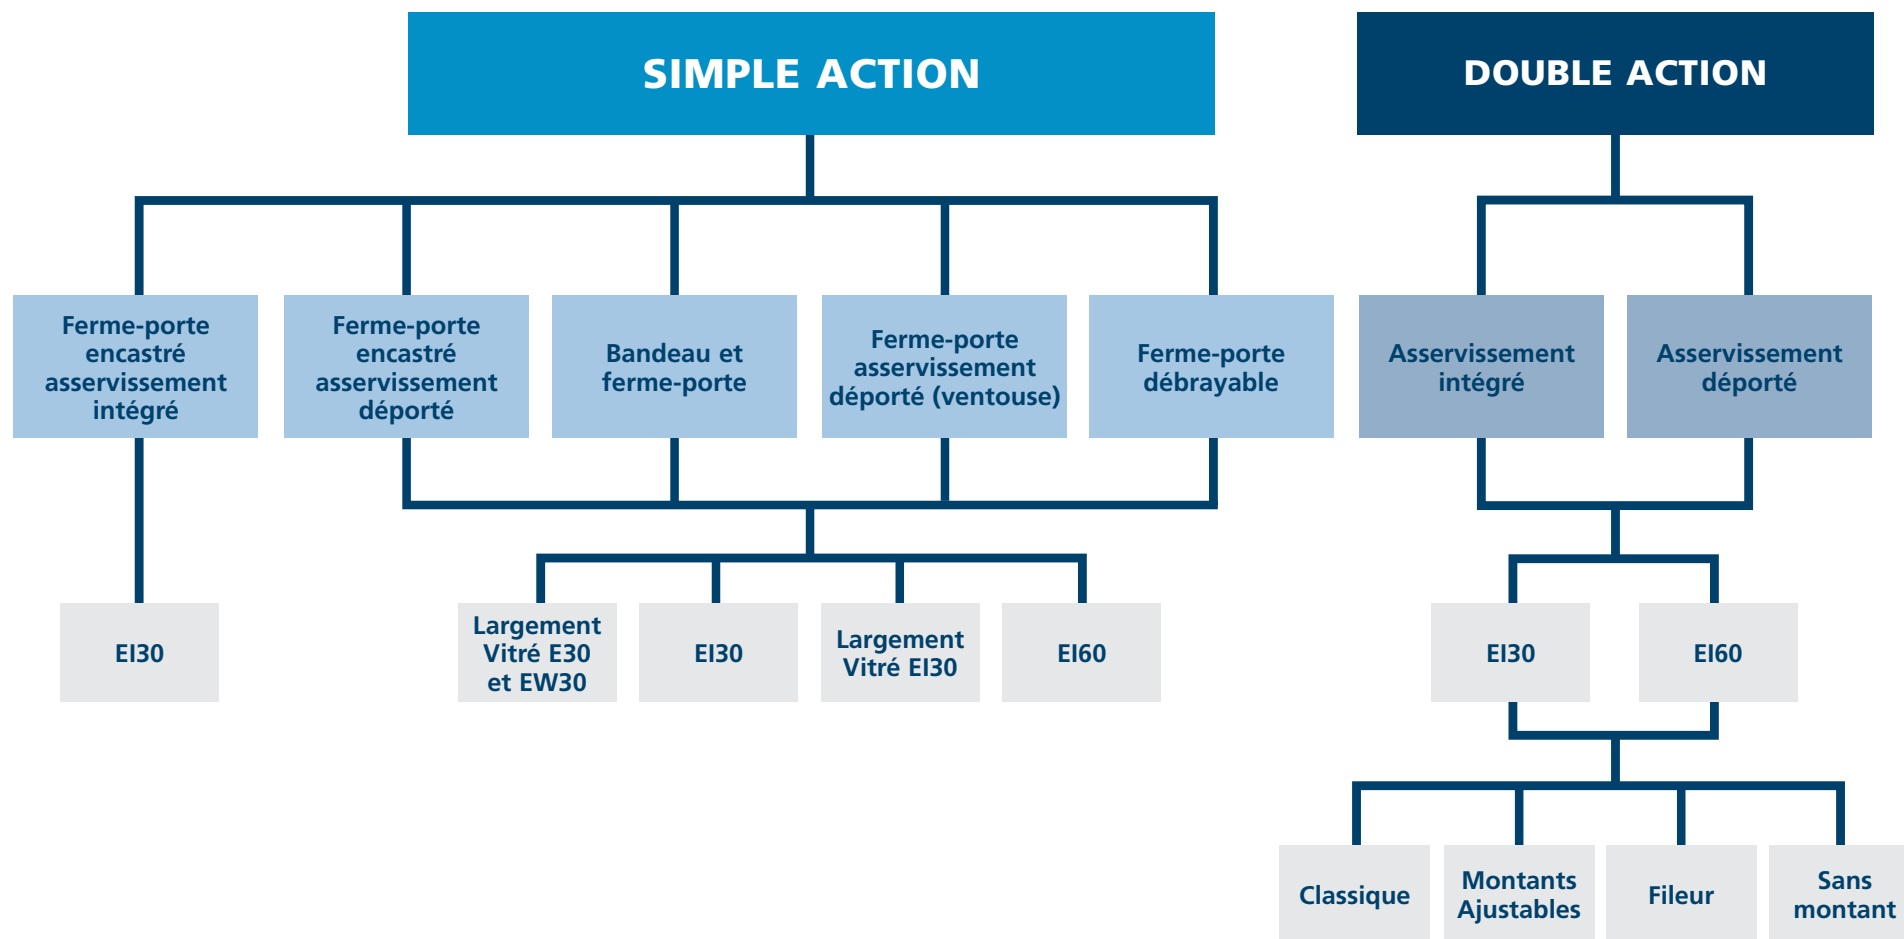 SIMPLE ACTION
DOUBLE ACTION
Ferme-porte
encastré
asservissement
intégré
Ferme-porte
encastré
asservissement
déporté
Bandeau et
ferme-porte
Ferme-porte
asservissement
déporté (ventouse)
Ferme-porte
débrayable
Asservissement
intégré
Asservissement
déporté
EI30
Largement
Vitré E30
et EW30
EI30
Largement
Vitré EI30
EI60
EI30
EI60
Classique
Montants
Ajustables
Fileur
Sans
montant